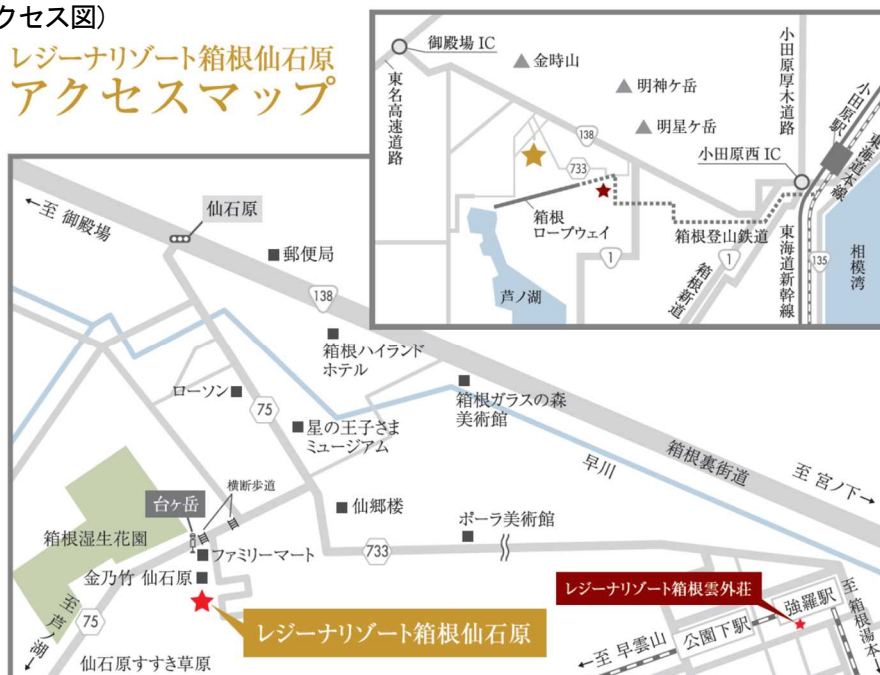 クセス図）
レジーナリゾート箱根仙石原
アクセスマップ
御殿場 IC
金時山
東名高速道路
明神ケ岳
小田原厚木道路
小田原駅
東海道本線
138
明星ケ岳
小田原西 IC
733
箱根
ロープウェイ
箱根登山鉄道
1
芦ノ湖
箱根新道
1
東海道新幹線
135
相模湾
←至 御殿場
仙石原
郵便局
138
箱根ハイランド
ホテル
ローソン
75
箱根ガラスの森
美術館
星の王子さま
ミュージアム
箱根裏街道
至 宮ノ下→
早川
横断歩道
台ヶ岳
仙郷楼
ポーラ美術館
箱根湿生花園
ファミリーマート
733
金乃竹 仙石原
レジーナリゾート箱根雲外荘
至 芦ノ湖→
75
レジーナリゾート箱根仙石原
強羅駅
公園下駅
←至 早雲山
至 箱根湯本→
仙石原すすき草原